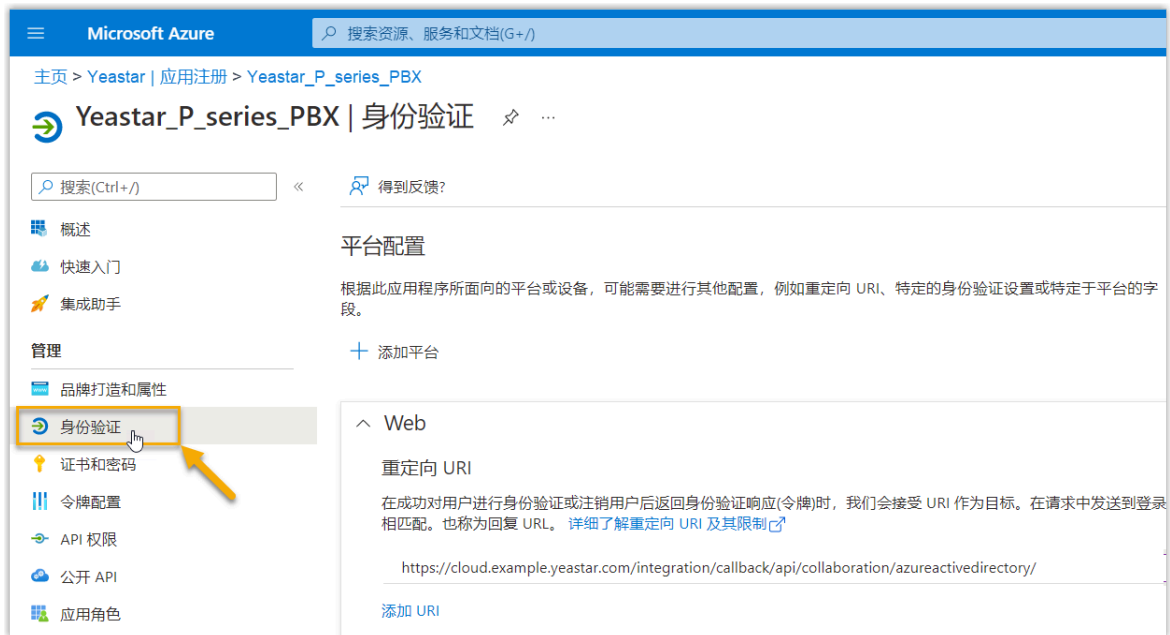 Microsoft Azure
搜索资源、服务和文档(G+/)
主页 > Yeastar | 应用注册 > Yeastar_P_series_PBX
Yeastar_P_series_PBX | 身份验证
搜索(Ctrl+/)
得到反馈?
概述
快速入门
集成助手
管理
品牌打造和属性
身份验证
证书和密码
令牌配置
API 权限
公开 API
应用角色
平台配置
根据此应用程序所面向的平台或设备，可能需要进行其他配置，例如重定向 URI、特定的身份验证设置或特定于平台的字
段。
添加平台
Web
重定向 URI
在成功对用户进行身份验证或注销用户后返回身份验证响应(令牌)时，我们会接受 URI 作为目标。在请求中发送到登录
相匹配。也称为回复 URL。 详细了解重定向 URI 及其限制
https://cloud.example.yeastar.com/integration/callback/api/collaboration/azureactivedirectory/
添加 URI